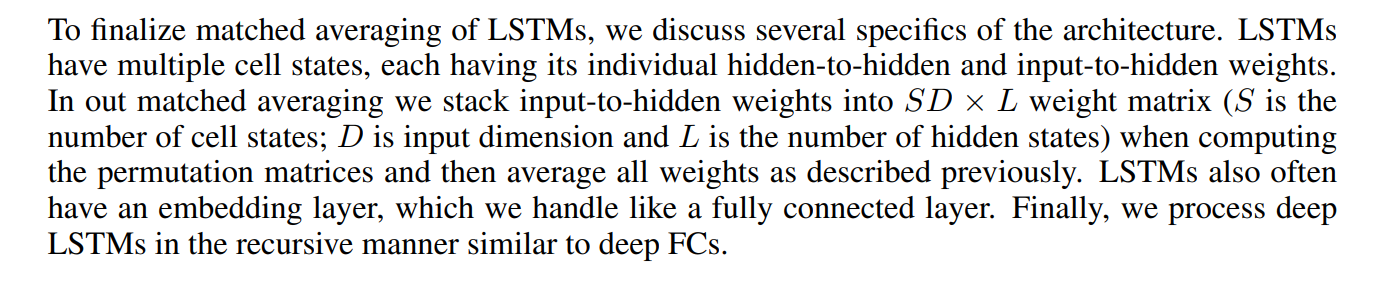 To finalize matched averaging of LSTMs, we discuss several specifics of the architecture. LSTMs
have multiple cell states, each having its individual hidden-to-hidden and input-to-hidden weights.
In out matched averaging we stack input-to-hidden weights into SD × L weight matrix (S is the
number of cell states; D is input dimension and L is the number of hidden states) when computing
the permutation matrices and then average all weights as described previously. LSTMs also often
have an embedding layer, which we handle like a fully connected layer. Finally, we process deep
LSTMs in the recursive manner similar to deep FCs.